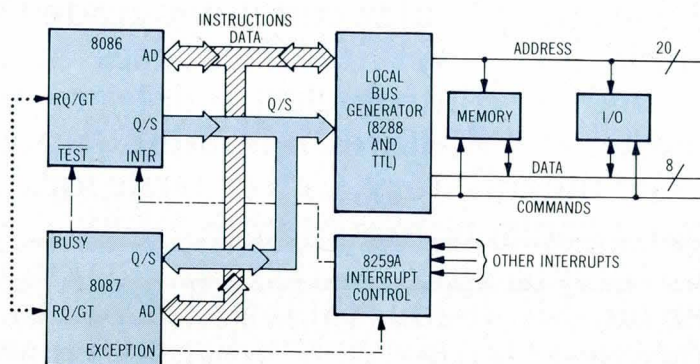 INSTRUCTIONS
DATA
8086
AD
RQ/GT
Q/S
TEST
INTR
Q/S
LOCAL
BUS
GENERATOR
(8288
AND
TTL)
ADDRESS
20
MEMORY
I/O
DATA
8
COMMANDS
BUSY
Q/S
8087
RQ/GT
AD
EXCEPTION
8259A
INTERRUPT
CONTROL
OTHER INTERRUPTS